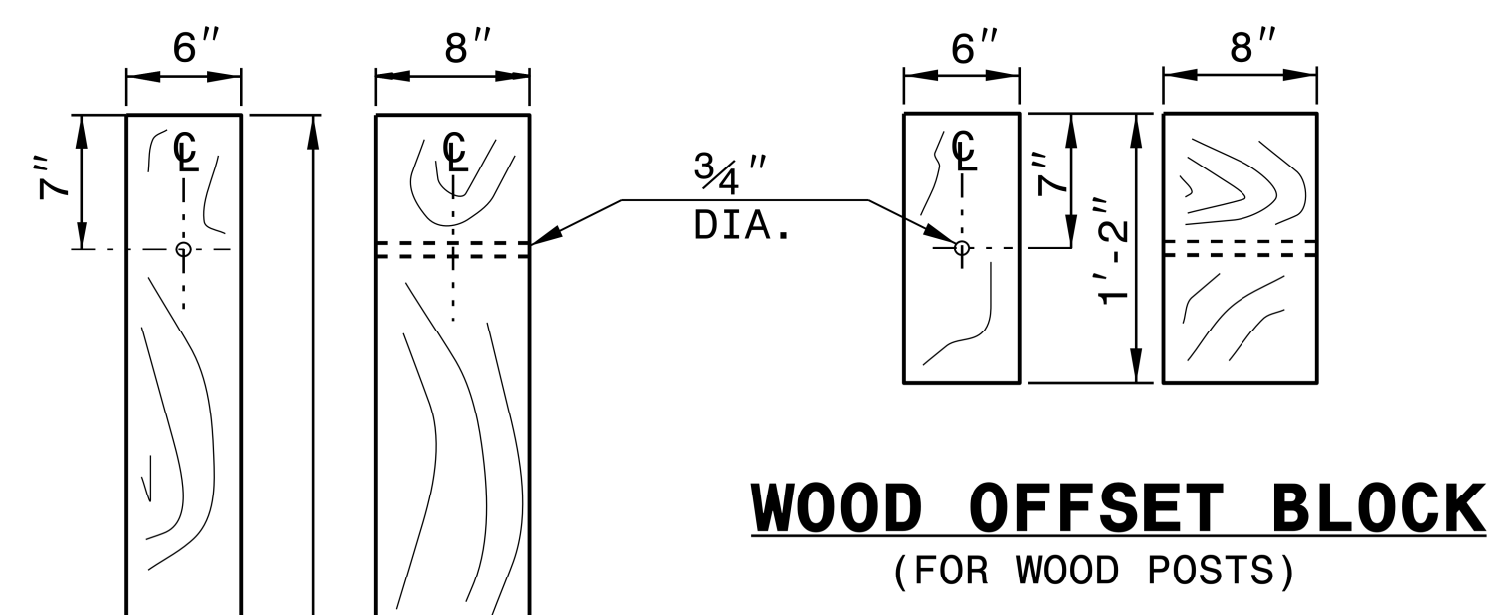 6" 8" 6" 8"
℄ ℄ ℄
7"
3/4"
DIA.
7"
1'-2"
WOOD OFFSET BLOCK
(FOR WOOD POSTS)